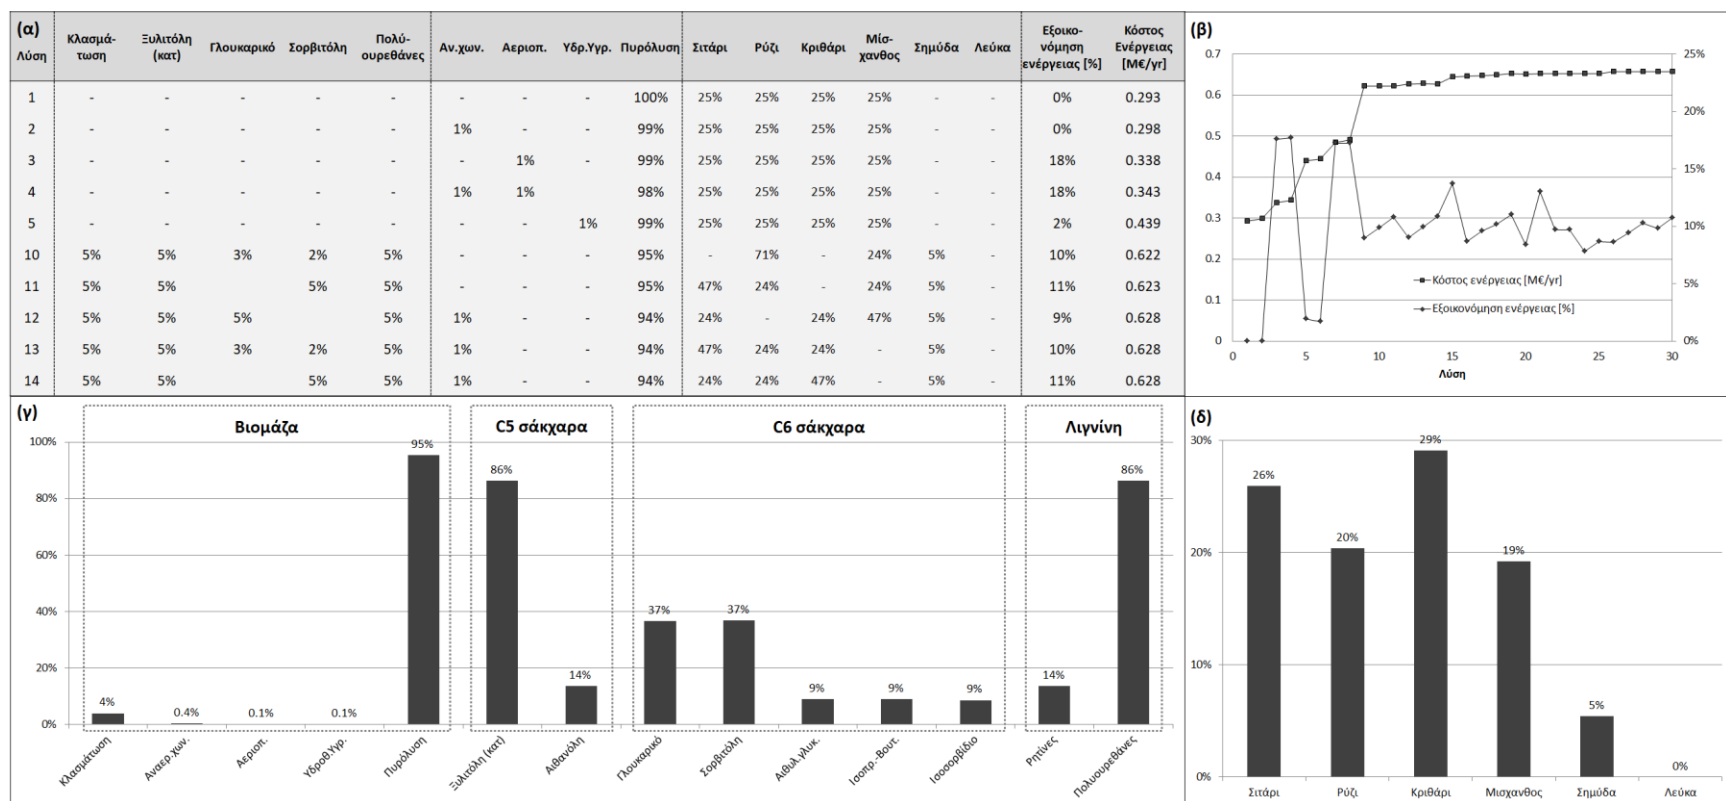 (α)
Λύση Κλασμά- τωση Ξυλιτόλη (κατ) Γλουκαρικό Σορβιτόλη Πολύ- ουρεθάνες Αν.χων. Αεριοπ. Υδρ.Υγρ. Πυρόλυση Σιτάρι Ρύζι Κριθάρι Μίσ- χανθος Σημύδα Λεύκα Εξοικο- νόμηση ενέργειας [%] Κόστος Ενέργειας [M€/yr]
1 - - - - - - - - 100% 25% 25% 25% 25% - - 0% 0.293
2 - - - - - 1% - - 99% 25% 25% 25% 25% - - 0% 0.298
3 - - - - - - 1% - 99% 25% 25% 25% 25% - - 18% 0.338
4 - - - - - 1% 1% - 98% 25% 25% 25% 25% - - 18% 0.343
5 - - - - - - - 1% 99% 25% 25% 25% 25% - - 2% 0.439
10 5% 5% 3% 2% 5% - - - 95% - 71% - 24% 5% - 10% 0.622
11 5% 5% 5% 5% - - - 95% 47% 24% - 24% 5% - 11% 0.623
12 5% 5% 5% 5% 1% - - 94% 24% - 24% 47% 5% - 9% 0.628
13 5% 5% 3% 2% 5% 1% - - 94% 47% 24% 24% - 5% - 10% 0.628
14 5% 5% 5% 5% 1% - - 94% 24% 24% 47% - 5% - 11% 0.628
(β)
0.7 25%
0.6
20%
0.5
15%
0.4
0.3
10%
0.2
Κόστος ενέργειας [M€/yr]
5%
0.1
Εξοικονόμηση ενέργειας [%]
0 0%
0 5 10 15 20 25 30
Λύση
(γ)
Βιομάζα C5 σάκχαρα C6 σάκχαρα Λιγνίνη
100%
80%
60%
40%
20%
0%
4% 0.4% 0.1% 0.1% 95% 86% 14% 37% 37% 9% 9% 9% 14% 86%
Κλασμάτωση Αναερ.χων. Αεριοπ. Υδροθ.Υγρ. Πυρόλυση Ξυλιτόλη (κατ) Αιθανόλη Γλουκαρικό Σορβιτόλη Αιθυλ.γλυκ. Ισοπρ.-Βουτ. Ισοσορβίδιο Ρητίνες Πολυουρεθάνες
(δ)
30%
20%
10%
0%
26% 20% 29% 19% 5% 0%
Σιτάρι Ρύζι Κριθάρι Μισχανθος Σημύδα Λεύκα